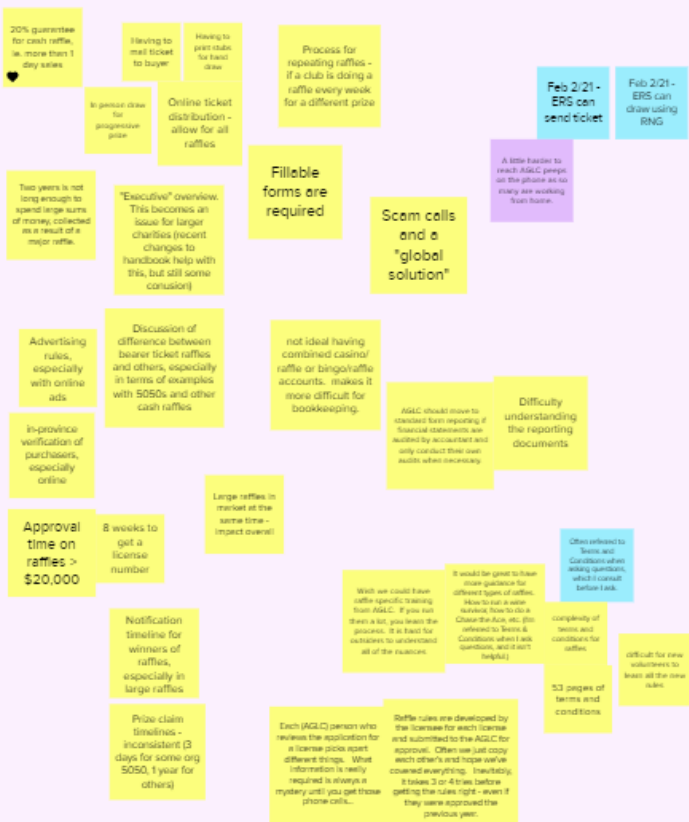 20% guarantee
for cash raffle,
ie. more than 1
day sales
Having to
mail ticket
to buyer
Having to
print stubs
for hand
draw
In person draw
for
progressive
prize
Online ticket
distribution -
allow for all
raffles
Process for
repeating raffles -
if a club is doing a
raffle every week
for a different prize
Feb 2/21 -
ERS can
send ticket
Feb 2/21 -
ERS can
draw using
RNG
A little harder to
reach AGLC peeps
on the phone as so
many are working
from home.
Fillable
forms are
required
Scam calls
and a
"global
solution"
Two years is not
long enough to
spend large sums
of money, collected
as a result of a
major raffle.
"Executive" overview.
This becomes an
issue for larger
charities (recent
changes to
handbook help with
this, but still some
conusion)
Advertising
rules,
especially
with online
ads
Discussion of
difference between
bearer ticket raffles
and others, especially
in terms of examples
with 5050s and other
cash raffles
not ideal having
combined casino/
raffle or bingo/raffle
accounts. makes it
more difficult for
bookkeeping.
AGLC should move to
standard form reporting if
financial statements are
audited by accountant and
only conduct their own
audits when necessary.
Difficulty
understanding
the reporting
documents
in-province
verification of
purchasers,
especially
online
Large raffles in
market at the
same time -
impact overall
Approval
time on
raffles >
$20,000
8 weeks to
get a
license
number
Often referred to
Terms and
Conditions when
asking questions,
which I consult
before I ask.
Wish we could have
raffle specific training
from AGLC. If you run
them a lot, you learn the
process. It is hard for
outsiders to understand
all of the nuances
It would be great to have
more guidance for
different types of raffles.
How to run a wine
survivor, how to do a
Chase the Ace, etc. (I'm
referred to Terms &
Conditions when I ask
questions, and it isn't
helpful.)
complexity of
terms and
conditions for
raffles
difficult for new
volunteers to
learn all the new
rules
53 pages of
terms and
conditions
Notification
timeline for
winners of
raffles,
especially in
large raffles
Prize claim
timelines -
inconsistent (3
days for some org
5050, 1 year for
others)
Each (AGLC) person who
reviews the application for
a license picks apart
different things. What
information is really
required is always a
mystery until you get those
phone calls...
Raffle rules are developed by
the licensee for each license
and submitted to the AGLC for
approval. Often we just copy
each other's and hope we've
covered everything. Inevitably,
it takes 3 or 4 tries before
getting the rules right - even if
they were approved the
previous year.